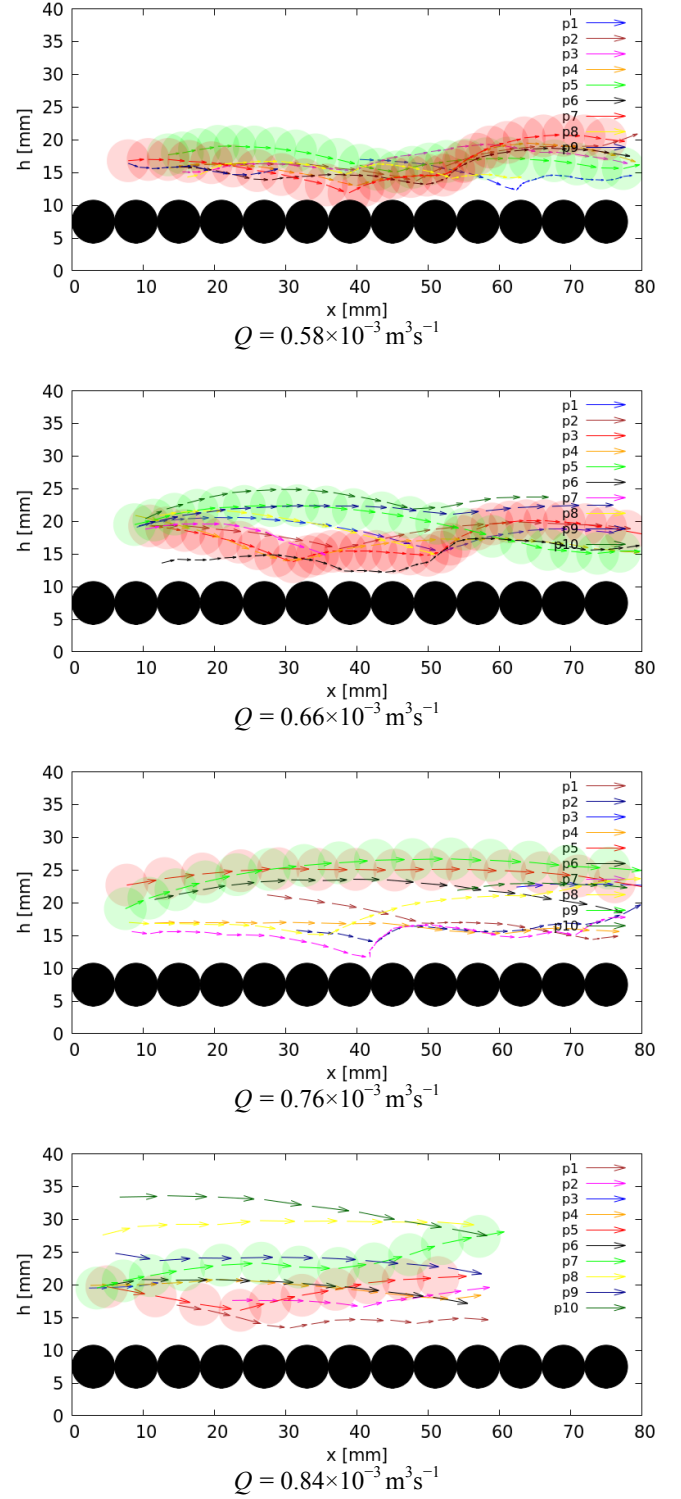 40
35
30
25
20
15
10
5
0
h [mm]
10 20 30 40 50 60 70 80
x [mm]
p1
p2
p3
p4
p5
p6
p7
p8
p9
Q = 0.58×10⁻³ m³s⁻¹
40
35
30
25
20
15
10
5
0
h [mm]
10 20 30 40 50 60 70 80
x [mm]
p1
p2
p3
p4
p5
p6
p7
p8
p9
p10
Q = 0.66×10⁻³ m³s⁻¹
40
35
30
25
20
15
10
5
0
h [mm]
10 20 30 40 50 60 70 80
x [mm]
p1
p2
p3
p4
p5
p6
p7
p8
p9
p10
Q = 0.76×10⁻³ m³s⁻¹
40
35
30
25
20
15
10
5
0
h [mm]
10 20 30 40 50 60 70 80
x [mm]
p1
p2
p3
p4
p5
p6
p7
p8
p9
p10
Q = 0.84×10⁻³ m³s⁻¹